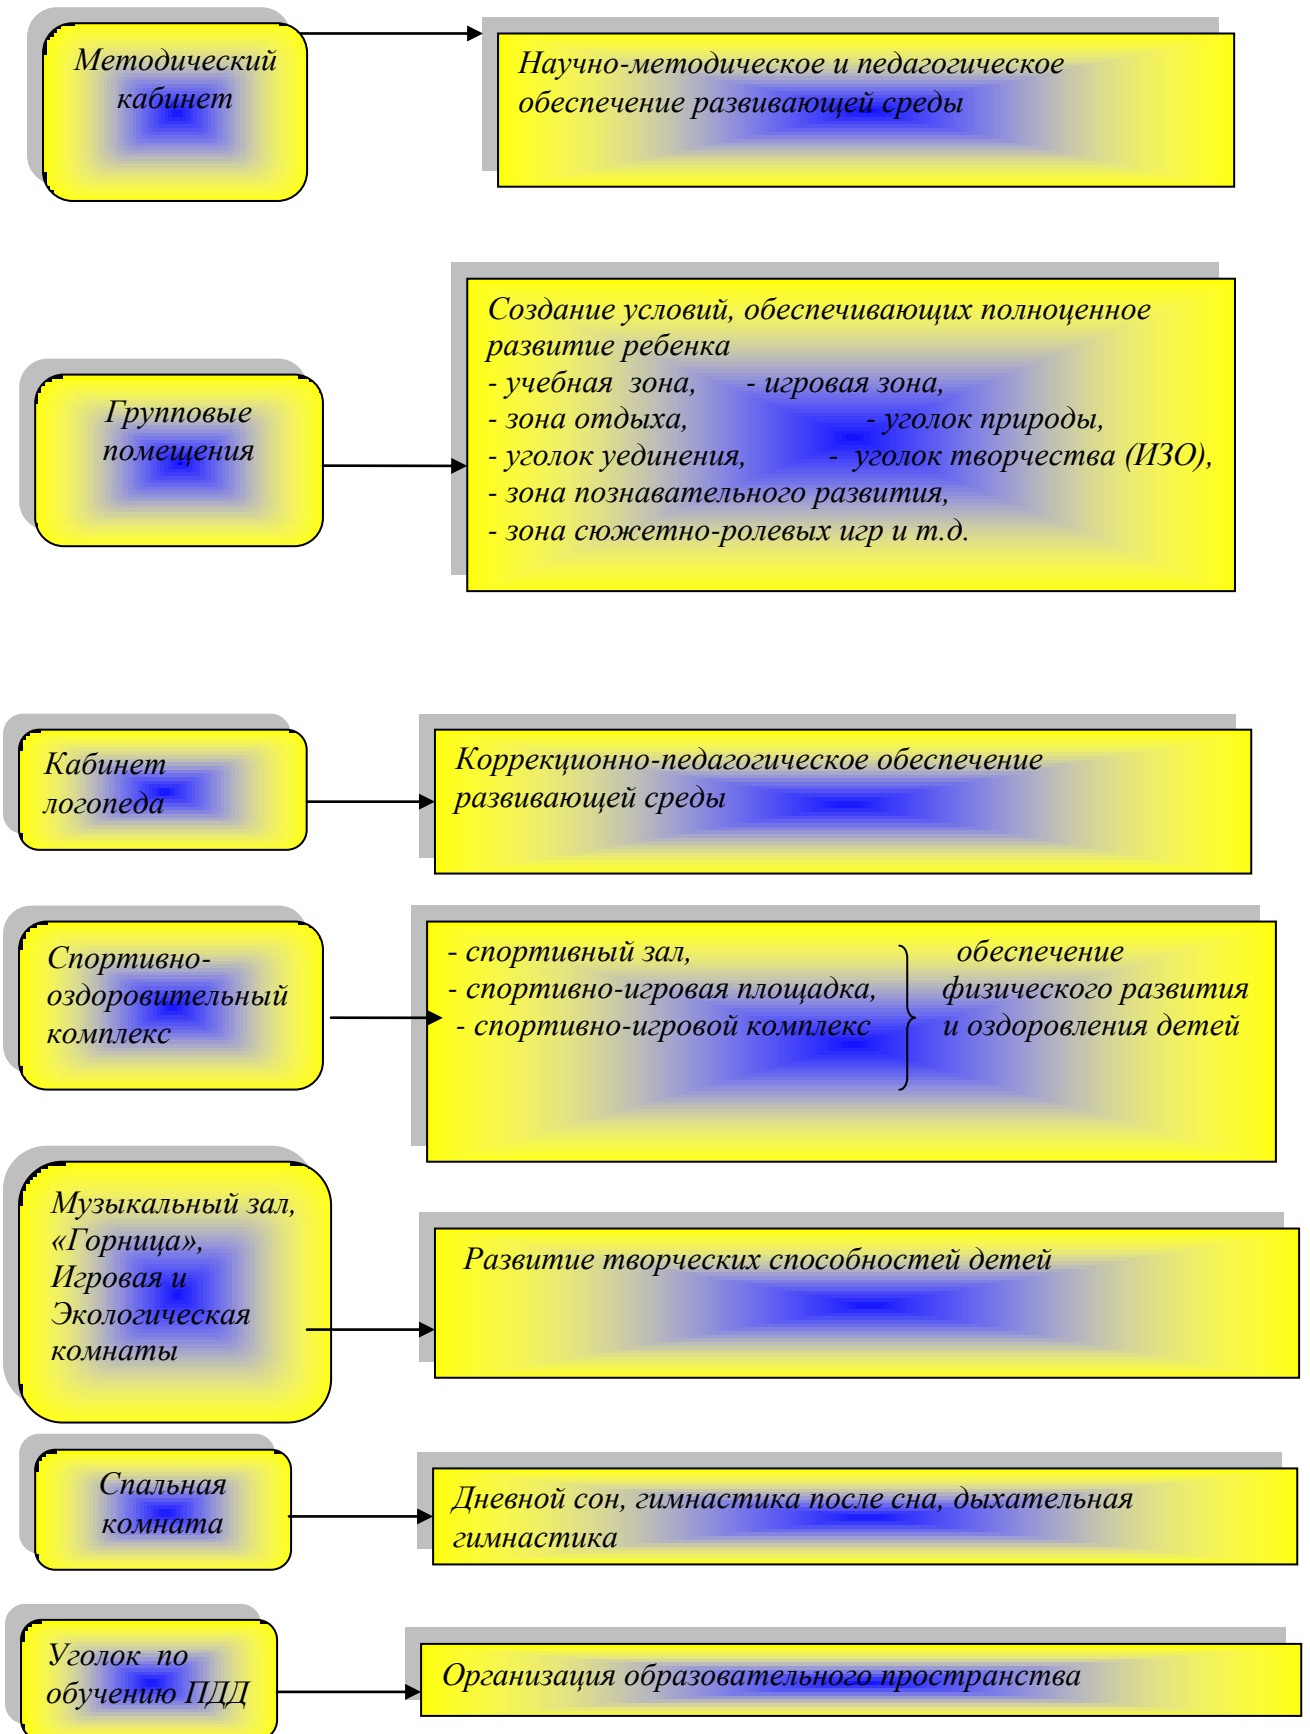 Методический
кабинет
Научно-методическое и педагогическое
обеспечение развивающей среды
Групповые
помещения
Создание условий, обеспечивающих полноценное
развитие ребенка
- учебная зона, - игровая зона,
- зона отдыха, - уголок природы,
- уголок уединения, - уголок творчества (ИЗО),
- зона познавательного развития,
- зона сюжетно-ролевых игр и т.д.
Кабинет
логопеда
Коррекционно-педагогическое обеспечение
развивающей среды
Спортивно-
оздоровительный
комплекс
- спортивный зал, обеспечение
- спортивно-игровая площадка, физического развития
- спортивно-игровой комплекс и оздоровления детей
Музыкальный зал,
«Горница»,
Игровая и
Экологическая
комнаты
Развитие творческих способностей детей
Спальная
комната
Дневной сон, гимнастика после сна, дыхательная
гимнастика
Уголок по
обучению ПДД
Организация образовательного пространства